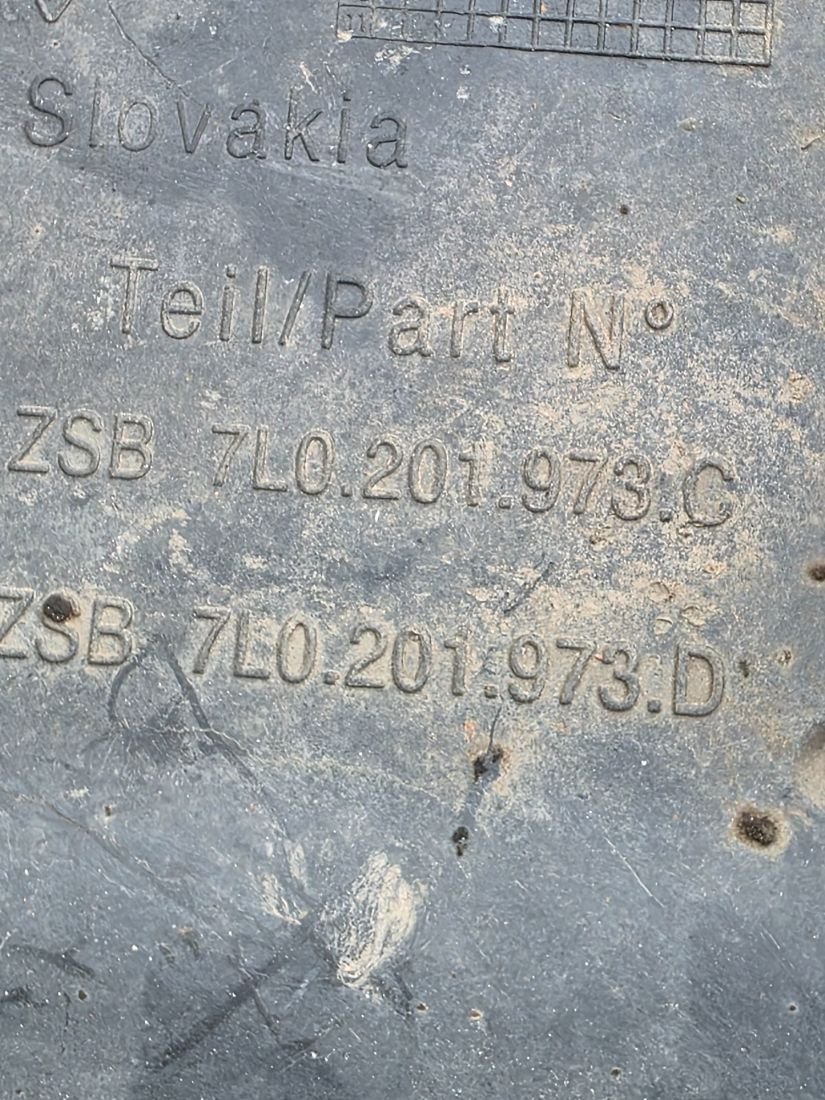 Slovakia
Teil/Part N°
ZSB 7L0.201.973.C
ZSB 7L0.201.973.D